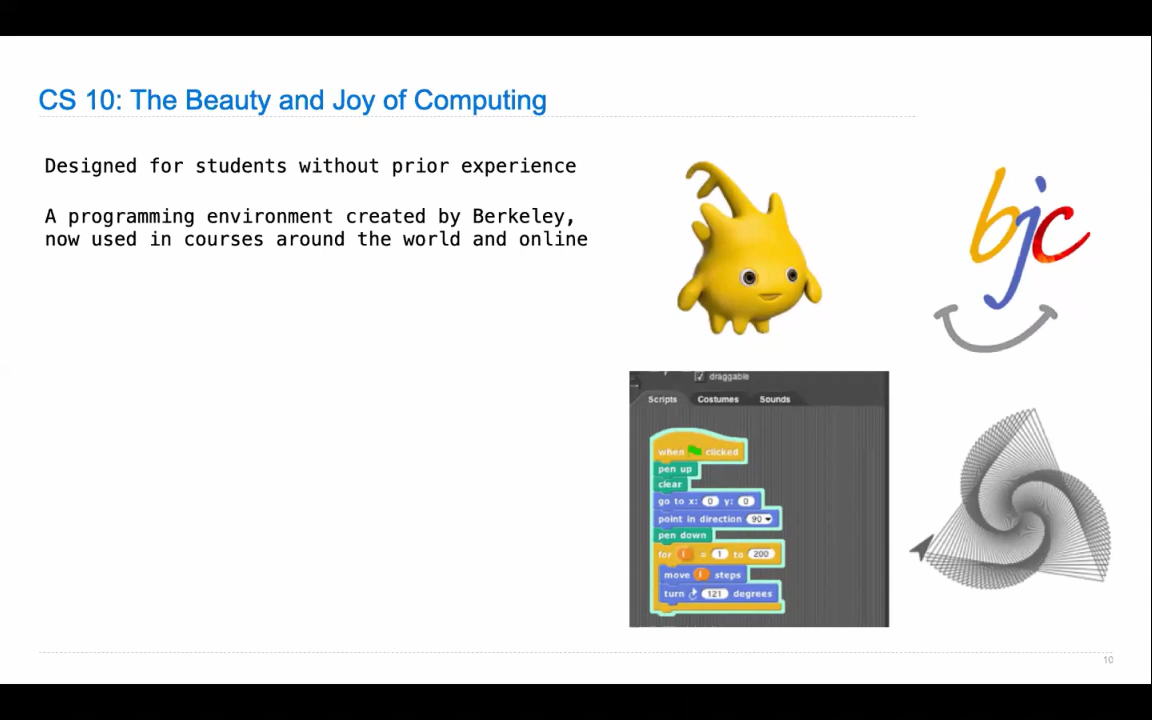 CS 10: The Beauty and Joy of Computing
Designed for students without prior experience
A programming environment created by Berkeley,
now used in courses around the world and online
bjc
draggable
Scripts Costumes Sounds
when clicked
pen up
clear
go to x: 0 y: 0
point in direction 90
pen down
for i = 1 to 200
move i steps
turn 121 degrees
10